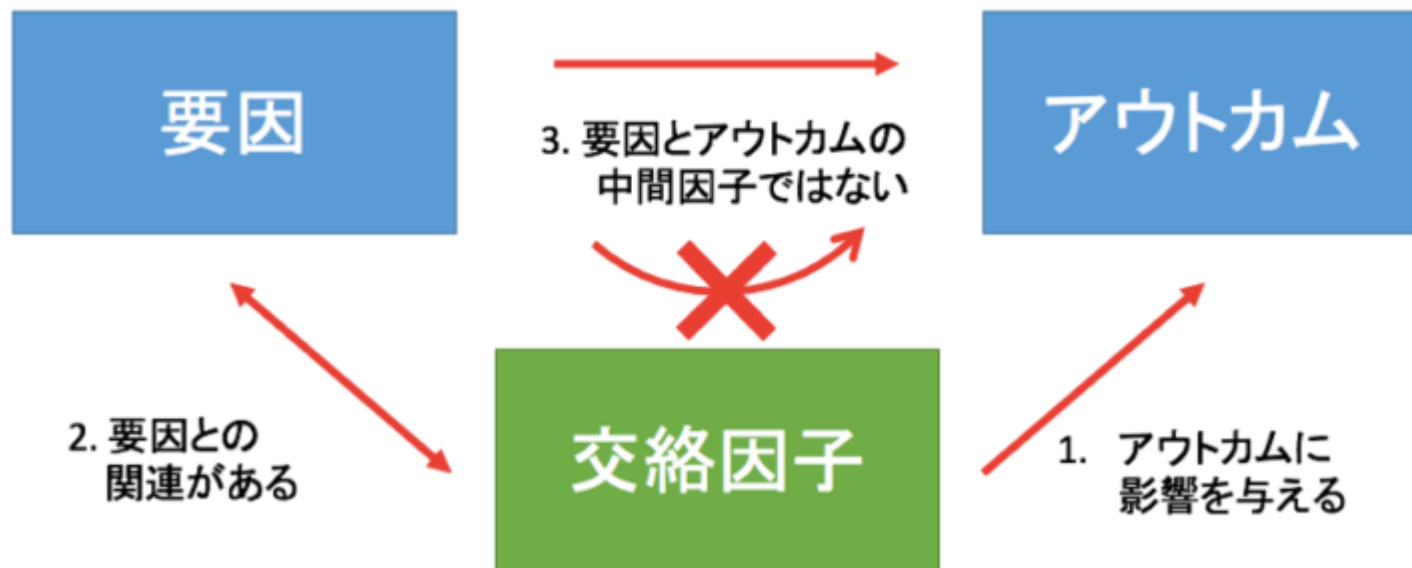 要因
アウトカム
3. 要因とアウトカムの
中間因子ではない
2. 要因との
関連がある
交絡因子
1. アウトカムに
影響を与える